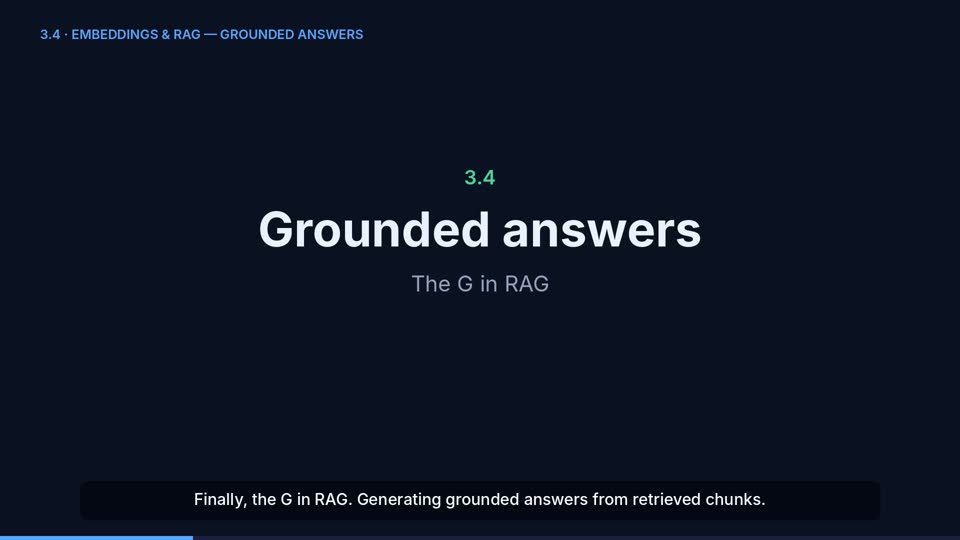 3.4 · EMBEDDINGS & RAG — GROUNDED ANSWERS
3.4
Grounded answers
The G in RAG
Finally, the G in RAG. Generating grounded answers from retrieved chunks.